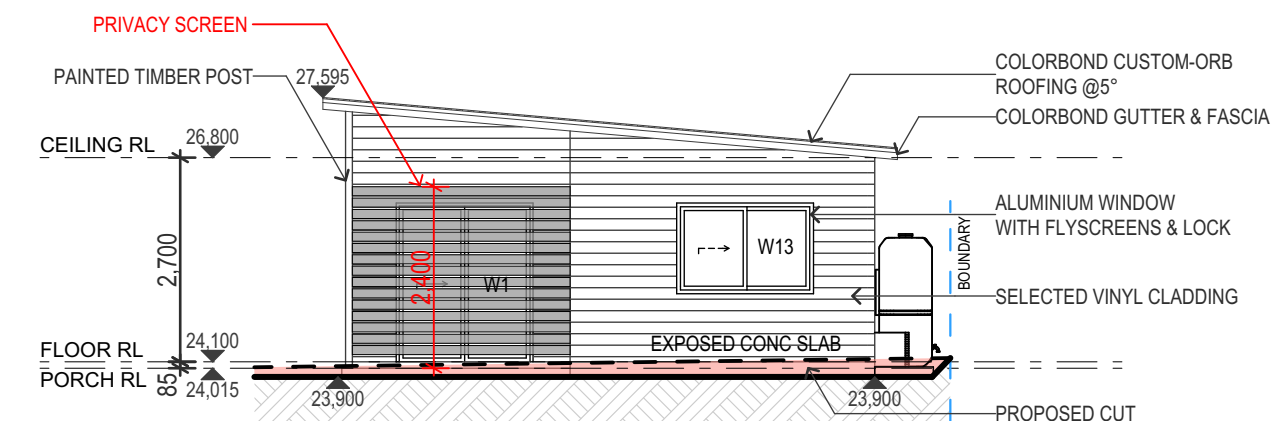 PRIVACY SCREEN
PAINTED TIMBER POST
27,595
COLORBOND CUSTOM-ORB
ROOFING @5°
COLORBOND GUTTER & FASCIA
CEILING RL
26,800
2,700
2,400
W1
W13
ALUMINIUM WINDOW
WITH FLYSCREENS & LOCK
BOUNDARY
SELECTED VINYL CLADDING
EXPOSED CONC SLAB
FLOOR RL
24,100
PORCH RL
85
24,015
23,900
23,900
PROPOSED CUT